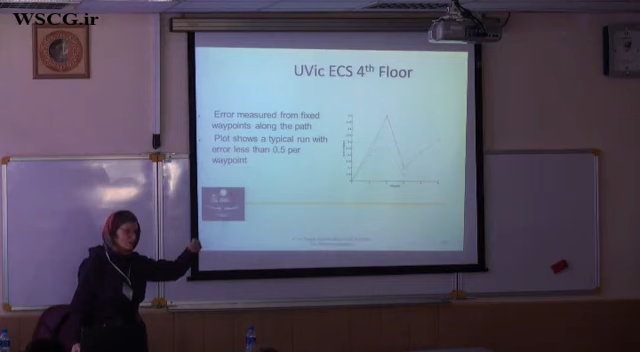 WSCG.ir
UVic ECS 4th Floor
Error measured from fixed
waypoints along the path
Plot shows a typical run with
error less than 0.5 per
waypoint